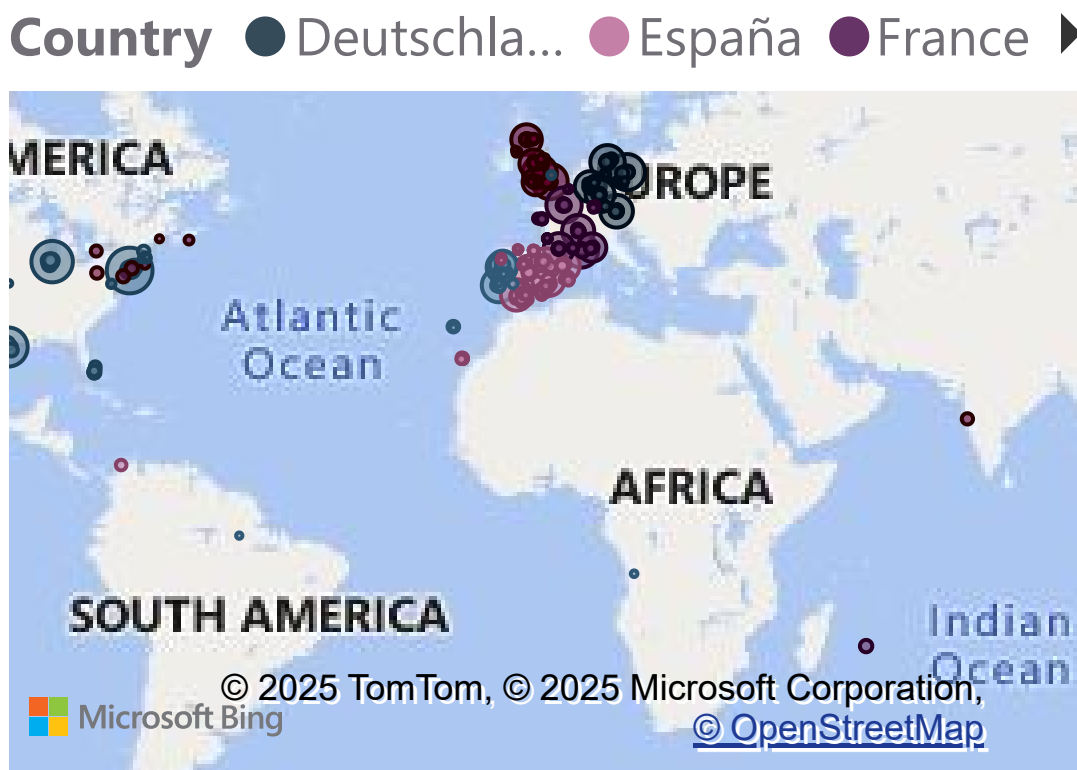 Country Deutschla... España France
MERICA
UROPE
Atlantic
Ocean
AFRICA
SOUTH AMERICA
Indian
Ocean
© 2025 TomTom, © 2025 Microsoft Corporation,
Microsoft Bing
© OpenStreetMap